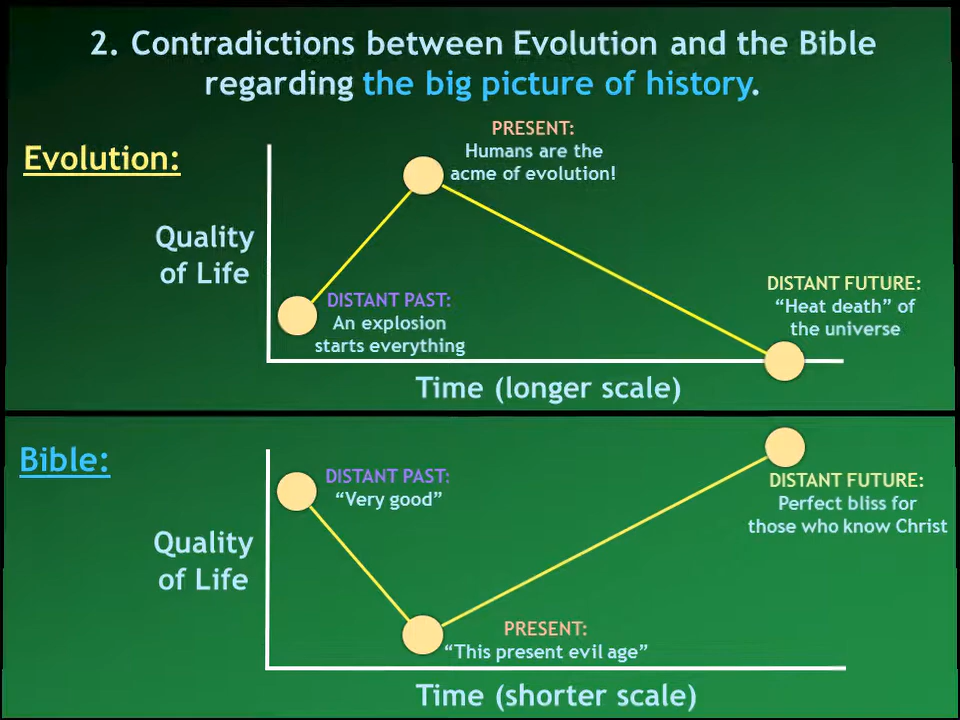 2. Contradictions between Evolution and the Bible
regarding the big picture of history.
Evolution:
PRESENT:
Humans are the
acme of evolution!
Quality
of Life
DISTANT PAST:
An explosion
starts everything
DISTANT FUTURE:
“Heat death” of
the universe
Time (longer scale)
Bible:
DISTANT PAST:
“Very good”
DISTANT FUTURE:
Perfect bliss for
those who know Christ
Quality
of Life
PRESENT:
“This present evil age”
Time (shorter scale)